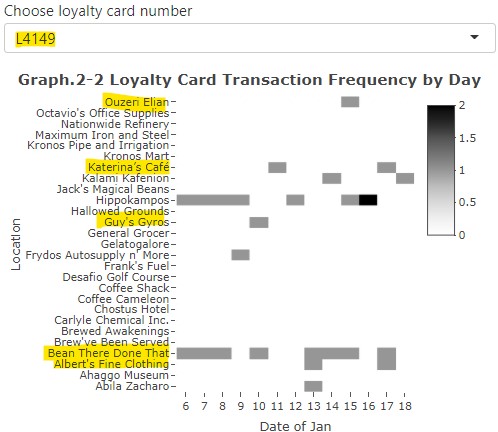 Choose loyalty card number
L4149
Graph.2-2 Loyalty Card Transaction Frequency by Day
Ouzeri Elian
Octavio's Office Supplies
Nationwide Refinery
Maximum Iron and Steel
Kronos Pipe and Irrigation
Kronos Mart
Katerina's Café
Kalami Kafenion
Jack's Magical Beans
Hippokampos
Hallowed Grounds
Guy's Gyros
General Grocer
Gelatogalore
Frydos Autosupply n' More
Frank's Fuel
Desafio Golf Course
Coffee Shack
Coffee Cameleon
Chostus Hotel
Carlyle Chemical Inc.
Brewed Awakenings
Brew've Been Served
Bean There Done That
Albert's Fine Clothing
Ahaggo Museum
Abila Zacharo
Location
6 7 8 9 10 11 12 13 14 15 16 17 18
Date of Jan
2
1.5
1
0.5
0